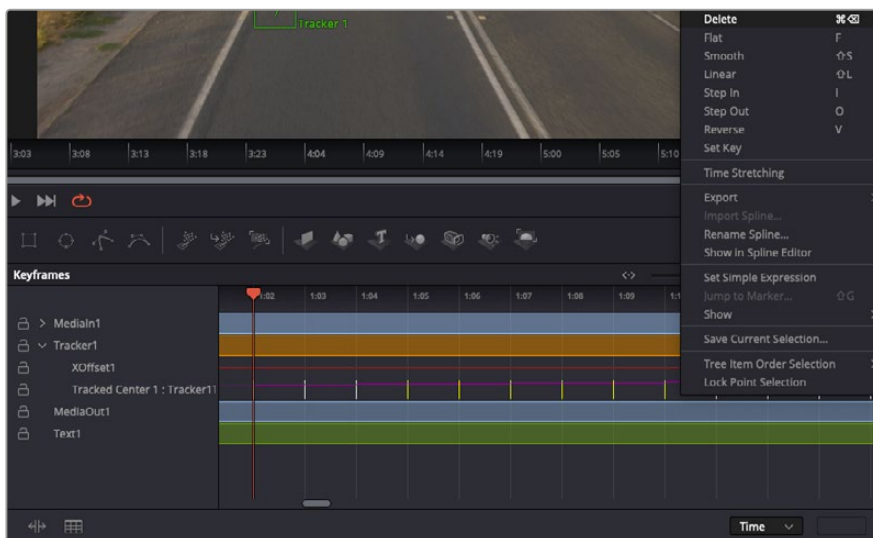 Tracker 1
Delete ⌘⌫
Flat F
Smooth ⇧S
Linear ⇧L
Step In I
Step Out O
Reverse V
Set Key
Time Stretching
Export
Import Spline...
Rename Spline...
Show in Spline Editor
Set Simple Expression
Jump to Marker... ⇧G
Show
Save Current Selection...
Tree Item Order Selection
Lock Point Selection
3:03 3:08 3:13 3:18 3:23 4:04 4:09 4:14 4:19 5:00 5:05 5:10
Keyframes
1:02 1:03 1:04 1:05 1:06 1:07 1:08 1:09
MediaIn1
Tracker1
XOffset1
Tracked Center 1 : Tracker11
MediaOut1
Text1
Time